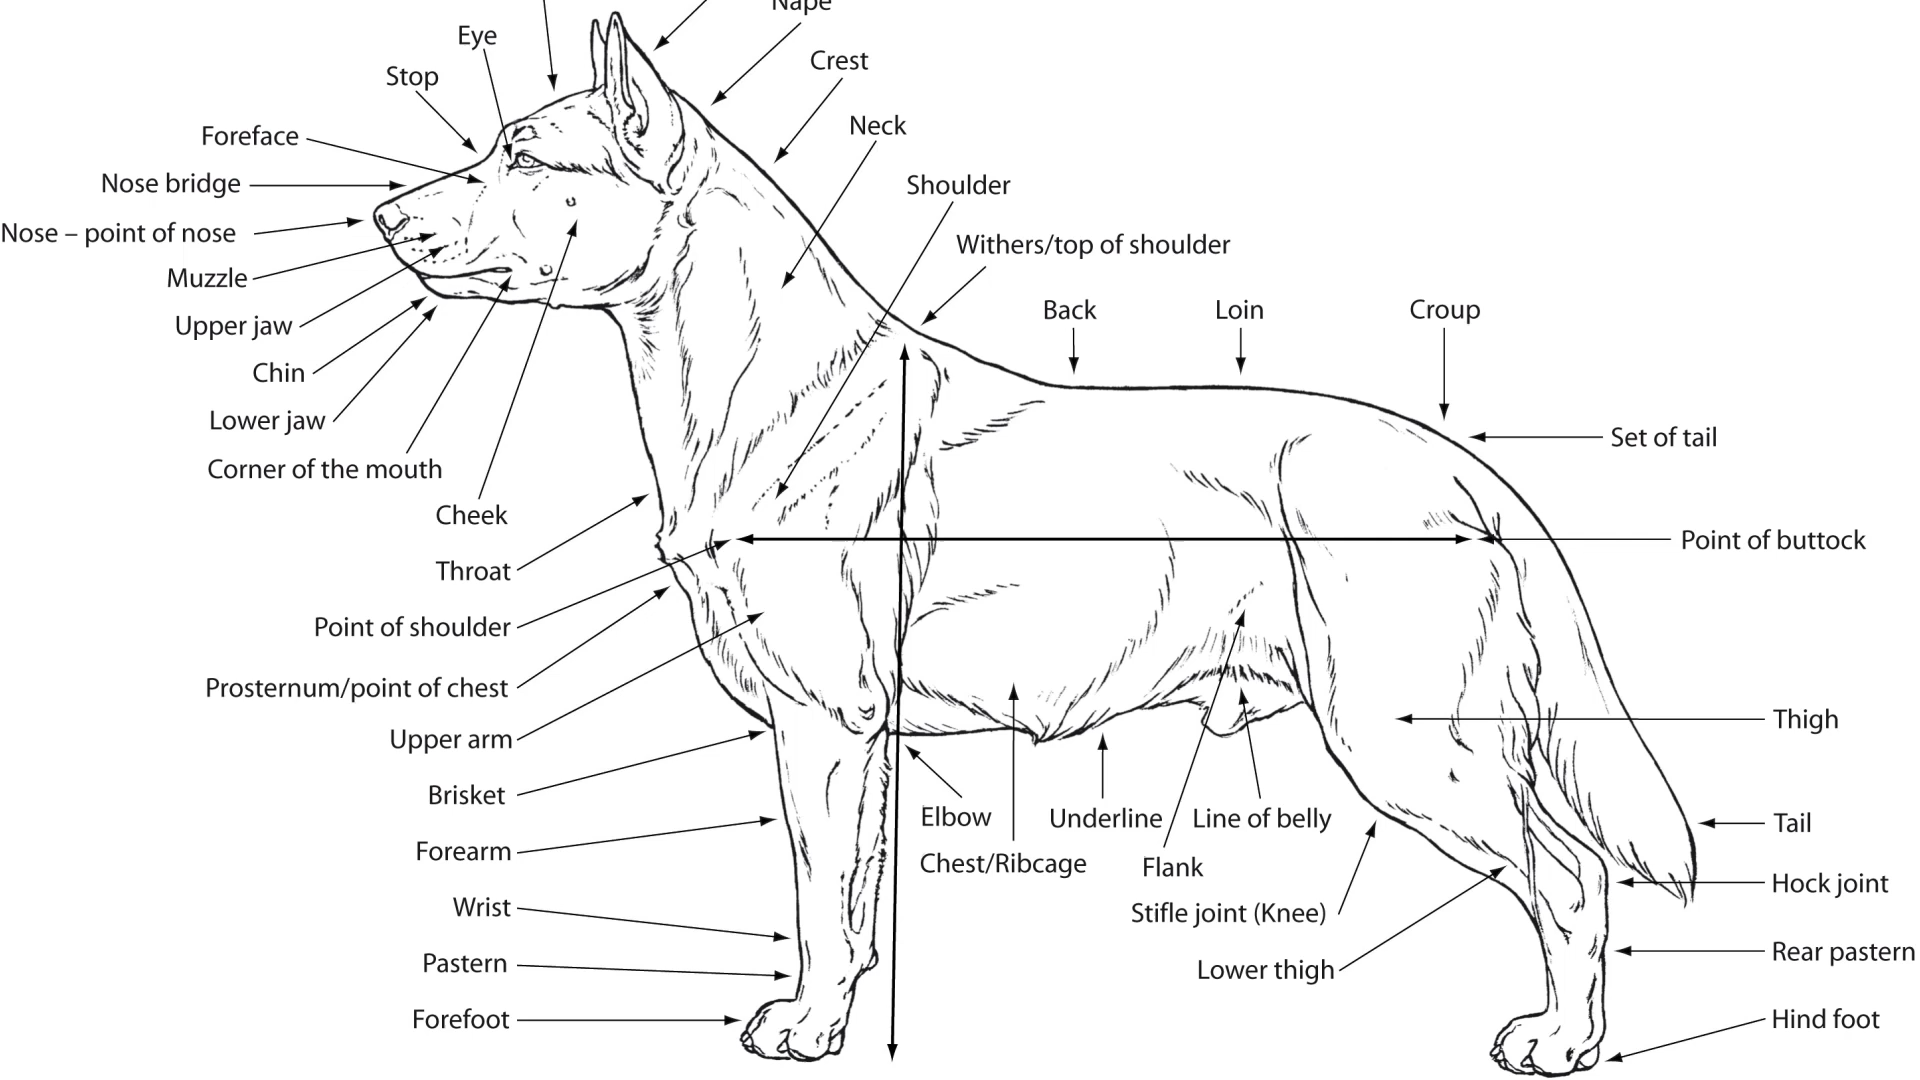 Nape
Eye
Crest
Stop
Neck
Foreface
Nose bridge
Shoulder
Nose – point of nose
Withers/top of shoulder
Muzzle
Back
Loin
Croup
Upper jaw
Chin
Lower jaw
Set of tail
Corner of the mouth
Cheek
Point of buttock
Throat
Point of shoulder
Prosternum/point of chest
Thigh
Upper arm
Brisket
Elbow
Underline
Line of belly
Tail
Forearm
Chest/Ribcage
Flank
Hock joint
Wrist
Stifle joint (Knee)
Rear pastern
Pastern
Lower thigh
Forefoot
Hind foot